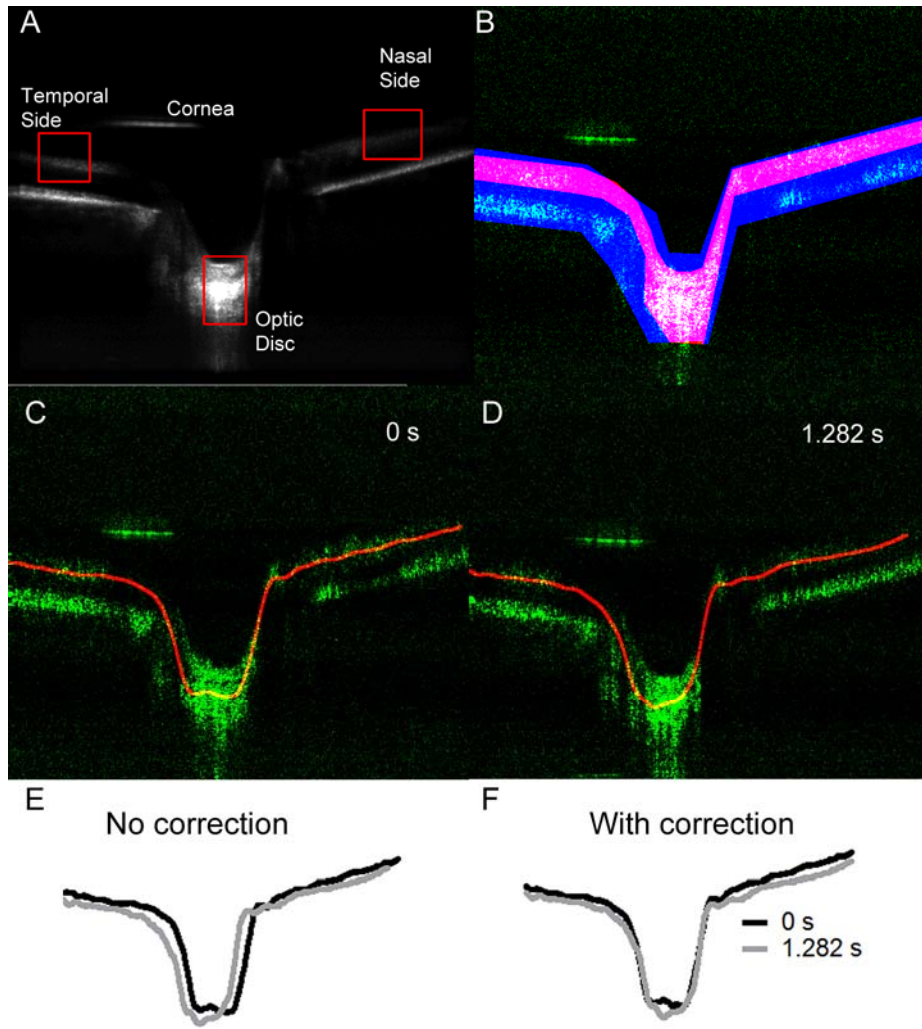 A
Nasal
Side
Temporal
Side
Cornea
Optic
Disc
B
C
0 s
D
1.282 s
E
No correction
F
With correction
0 s
1.282 s